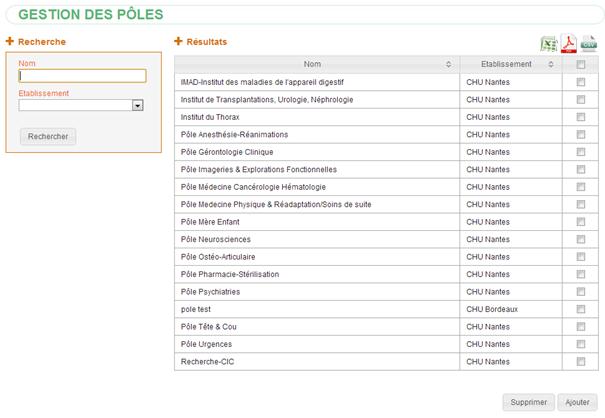 GESTION DES PÔLES
Recherche
Nom
Etablissement
Rechercher
Résultats
CSV
Nom Etablissement
IMAD-Institut des maladies de l'appareil digestif CHU Nantes
Institut de Transplantations, Urologie, Néphrologie CHU Nantes
Institut du Thorax CHU Nantes
Pôle Anesthésie-Réanimations CHU Nantes
Pôle Gérontologie Clinique CHU Nantes
Pôle Imageries & Explorations Fonctionnelles CHU Nantes
Pôle Médecine Cancérologie Hématologie CHU Nantes
Pôle Medecine Physique & Réadaptation/Soins de suite CHU Nantes
Pôle Mère Enfant CHU Nantes
Pôle Neurosciences CHU Nantes
Pôle Ostéo-Articulaire CHU Nantes
Pôle Pharmacie-Stérilisation CHU Nantes
Pôle Psychiatries CHU Nantes
pole test CHU Bordeaux
Pôle Tête & Cou CHU Nantes
Pôle Urgences CHU Nantes
Recherche-CIC CHU Nantes
Supprimer Ajouter